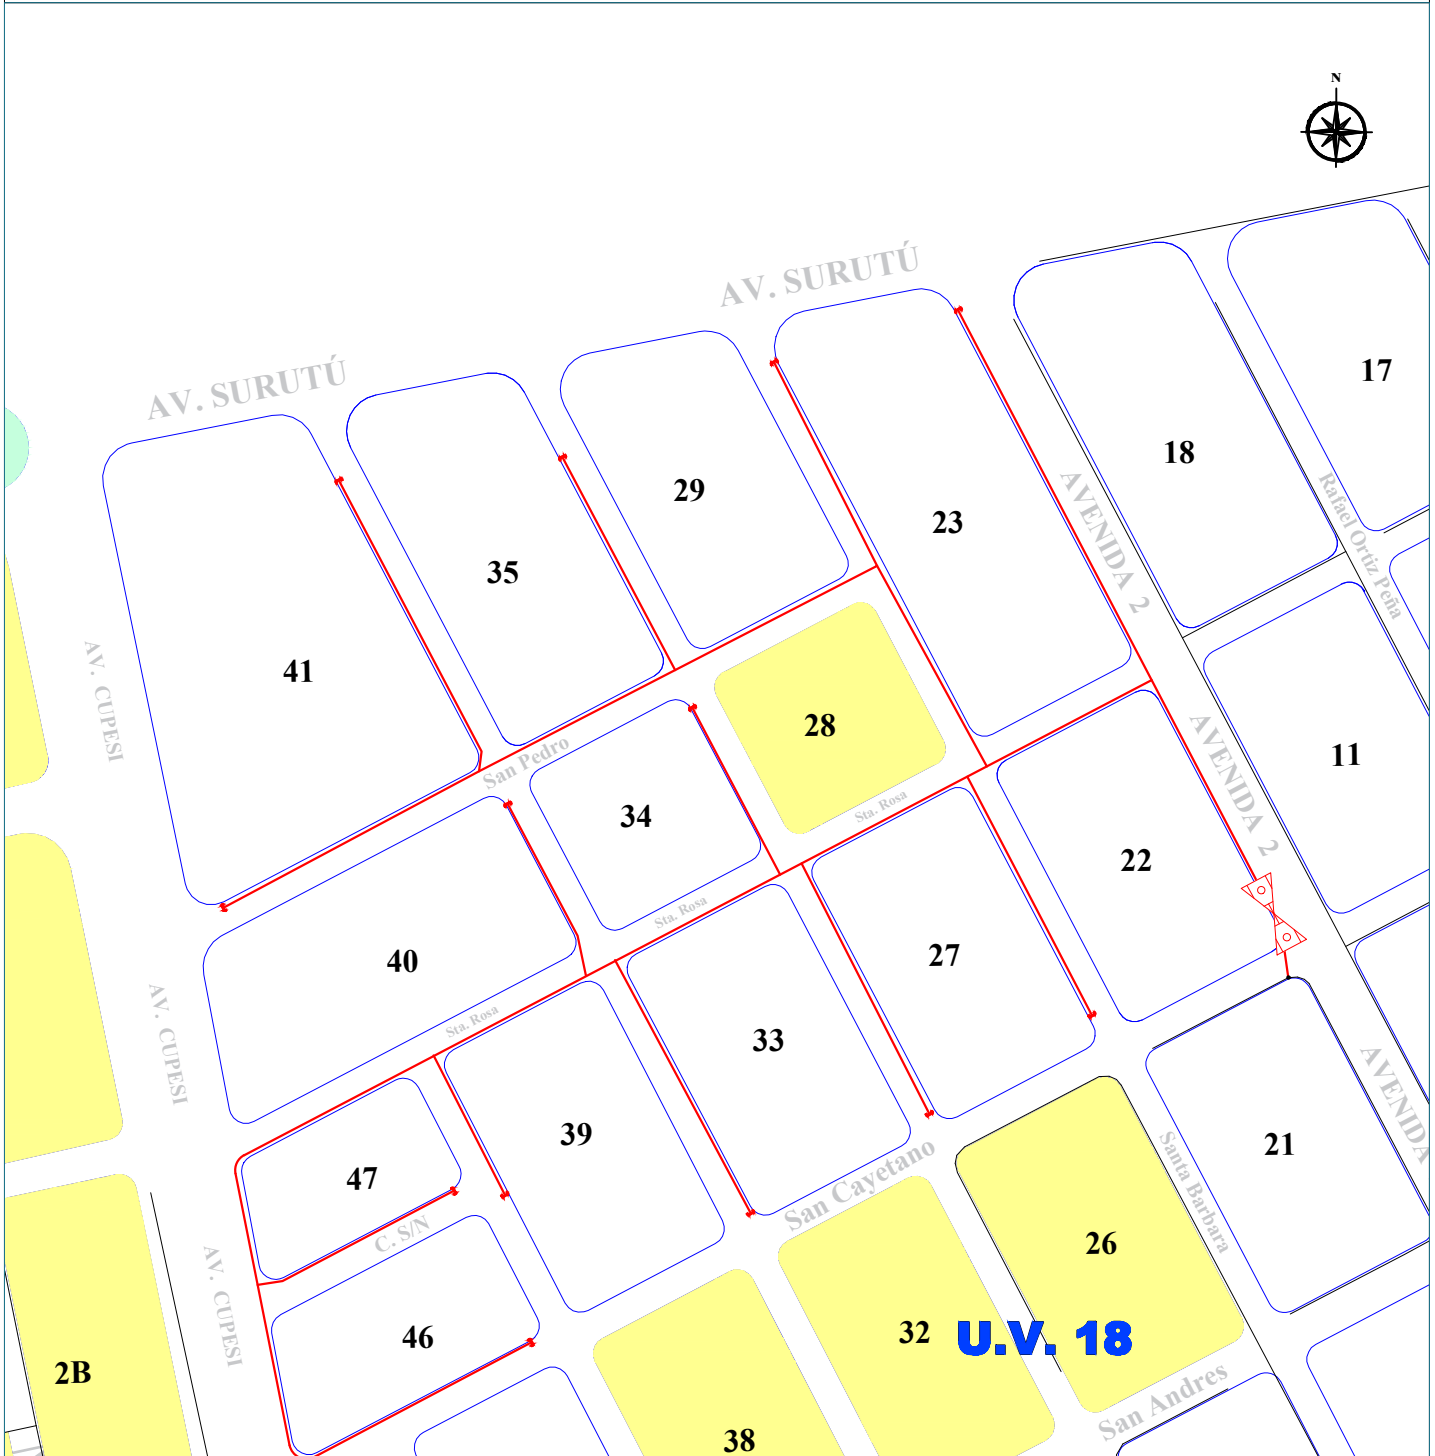 N
AV. SURUTÚ
AV. SURUTÚ
17
18
29
23
35
AVENIDA 2
Rafael Ortiz Peña
41
AV. CUPESI
28
San Pedro
34
Sta. Rosa
AVENIDA 2
11
22
Sta. Rosa
40
27
AV. CUPESI
Sta. Rosa
33
AVENIDA
39
47
21
San Cayetano
Santa Barbara
C. S/N
26
AV. CUPESI
46
32
U.V. 18
2B
San Andres
38